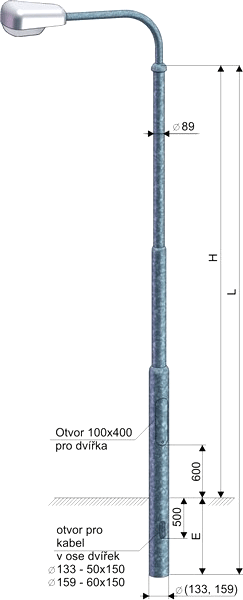 ⌀89
H
L
Otvor 100x400
pro dvířka
600
500
E
otvor pro
kabel
v ose dvířek
⌀133 - 50x150
⌀159 - 60x150
⌀(133, 159)